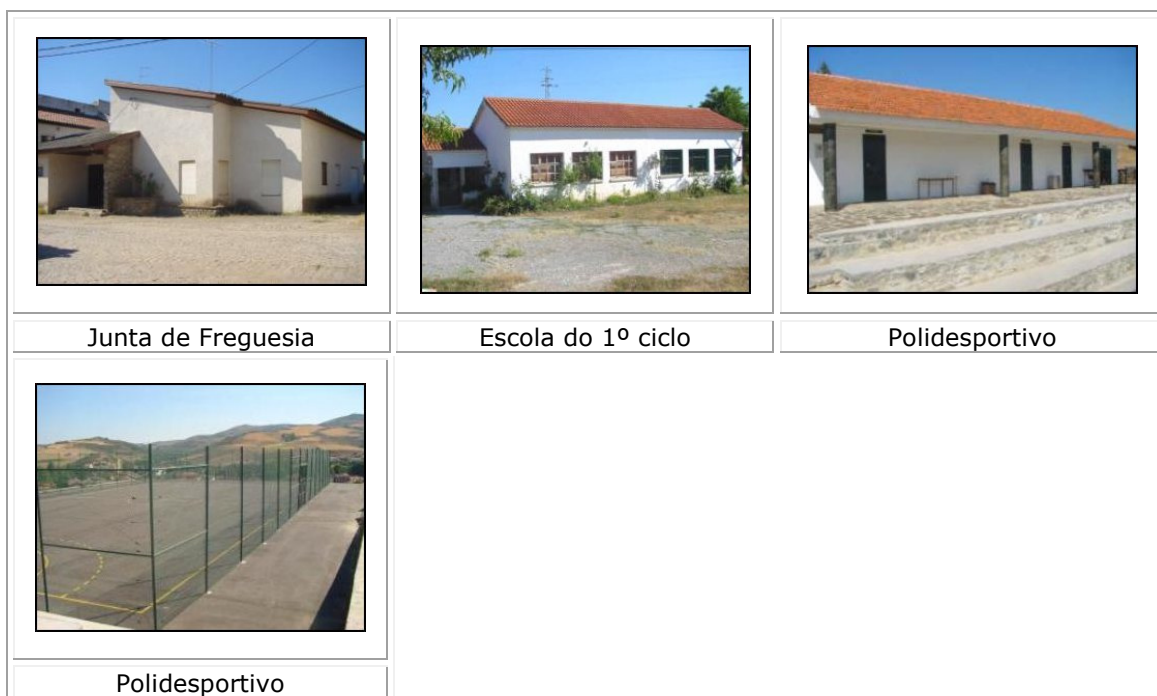 Junta de Freguesia
Escola do 1º ciclo
Polidesportivo
Polidesportivo